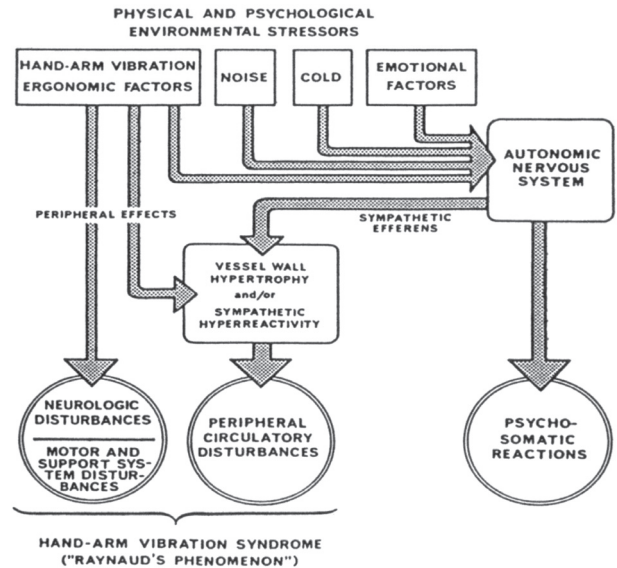 PHYSICAL AND PSYCHOLOGICAL
ENVIRONMENTAL STRESSORS
HAND-ARM VIBRATION
ERGONOMIC FACTORS
NOISE
COLD
EMOTIONAL
FACTORS
AUTONOMIC
NERVOUS
SYSTEM
PERIPHERAL EFFECTS
SYMPATHETIC
EFFERENS
VESSEL WALL
HYPERTROPHY
and/or
SYMPATHETIC
HYPERREACTIVITY
NEUROLOGIC
DISTURBANCES
MOTOR AND
SUPPORT SYS-
TEM DISTUR-
BANCES
PERIPHERAL
CIRCULATORY
DISTURBANCES
PSYCHO-
SOMATIC
REACTIONS
HAND-ARM VIBRATION SYNDROME
("RAYNAUD'S PHENOMENON")